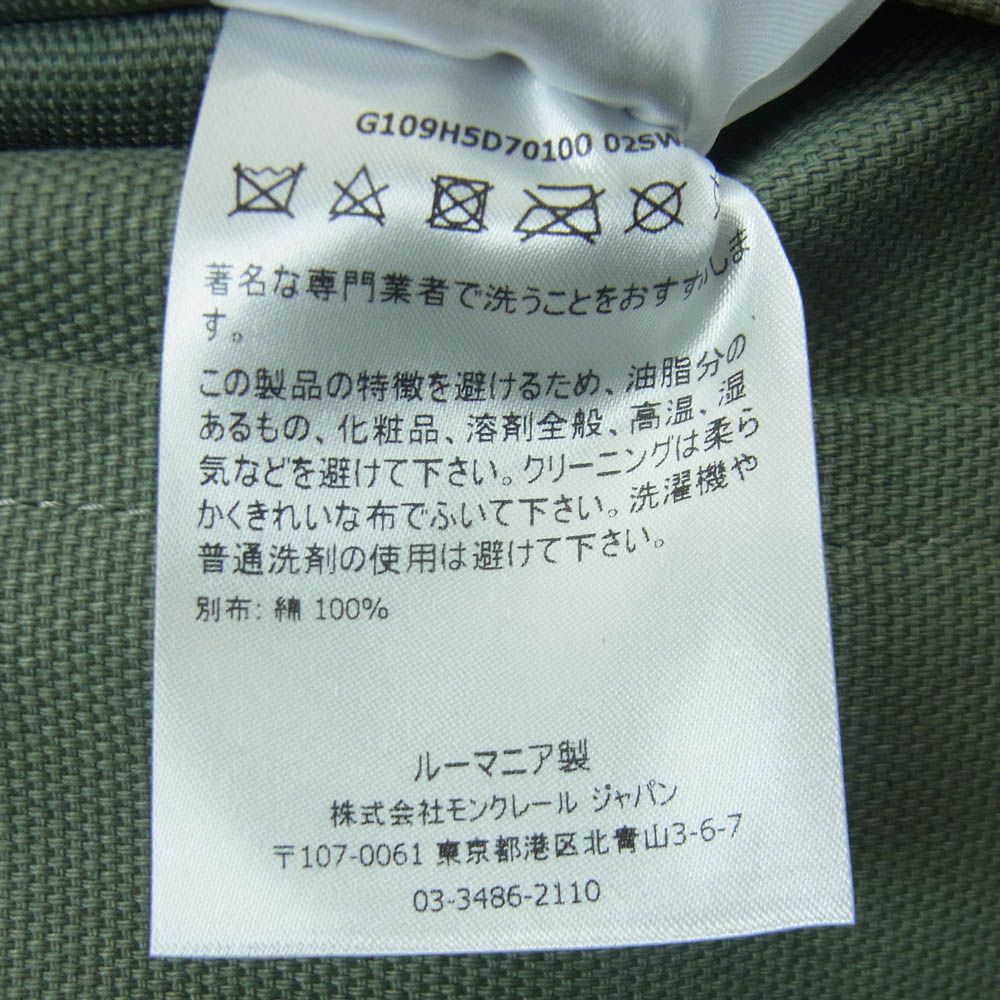 G109H5D70100 02SW
著名な専門業者で洗うことをおすすめしま
す。
この製品の特徴を避けるため、油脂分の
あるもの、化粧品、溶剤全般、高温、湿
気などを避けて下さい。クリーニングは柔ら
かくきれいな布でふいて下さい。洗濯機や
普通洗剤の使用は避けて下さい。
別布: 綿 100%
ルーマニア製
株式会社モンクレール ジャパン
〒107-0061 東京都港区北青山3-6-7
03-3486-2110